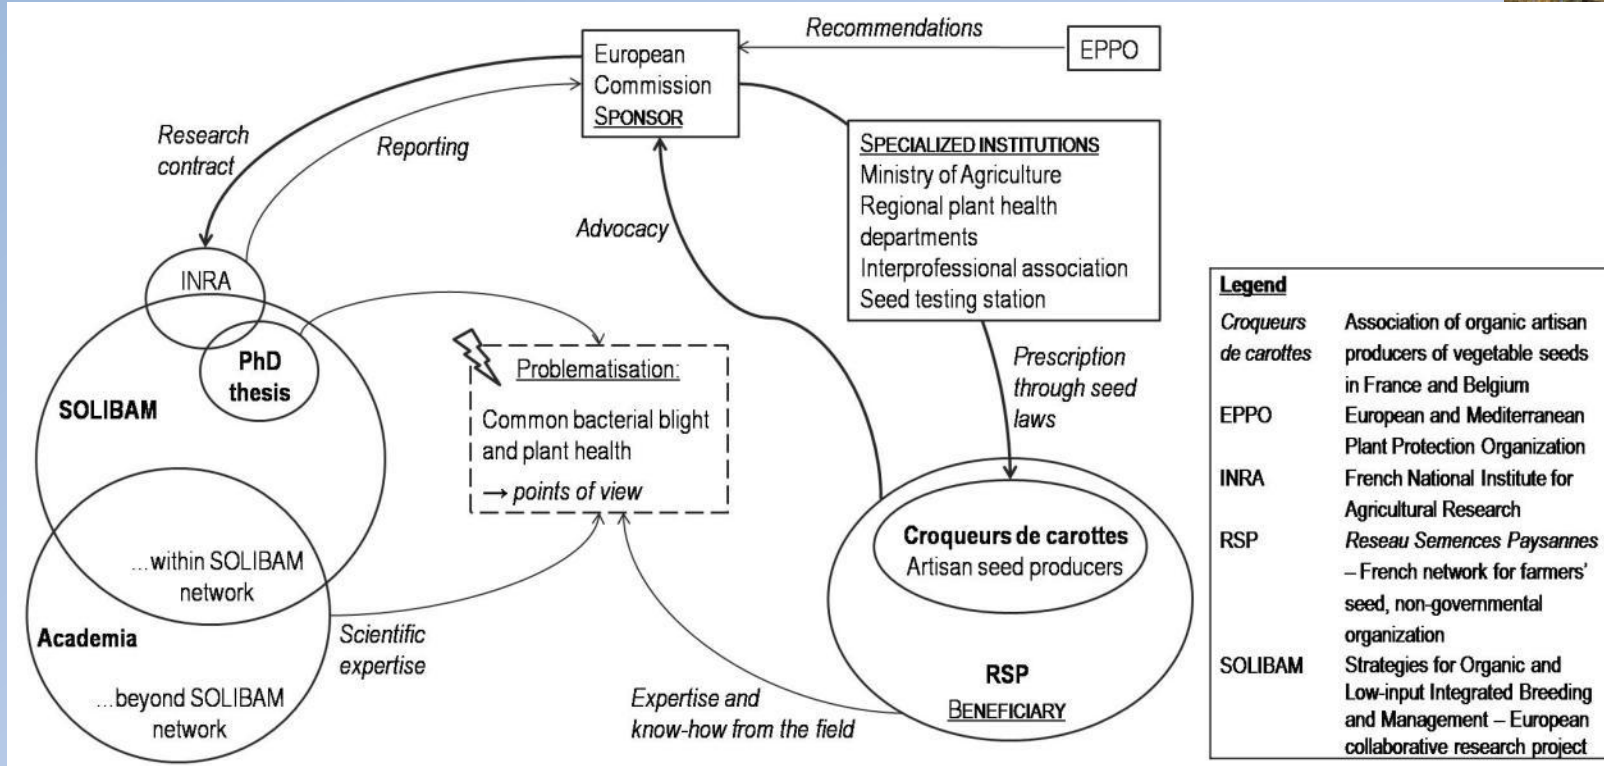 Recommendations
EPPO
European
Commission
SPONSOR
Research
contract
Reporting
SPECIALIZED INSTITUTIONS
Ministry of Agriculture
Regional plant health
departments
Interprofessional association
Seed testing station
Advocacy
INRA
PhD
thesis
SOLIBAM
Problematisation:
Common bacterial blight
and plant health
→ points of view
Prescription
through seed
laws
...within SOLIBAM
network
Academia
...beyond SOLIBAM
network
Scientific
expertise
Croqueurs de carottes
Artisan seed producers
RSP
BENEFICIARY
Expertise and
know-how from the field
Legend
Croqueurs Association of organic artisan
de carottes producers of vegetable seeds
in France and Belgium
EPPO European and Mediterranean
Plant Protection Organization
INRA French National Institute for
Agricultural Research
RSP Reseau Semences Paysannes
– French network for farmers'
seed, non-governmental
organization
SOLIBAM Strategies for Organic and
Low-input Integrated Breeding
and Management – European
collaborative research project